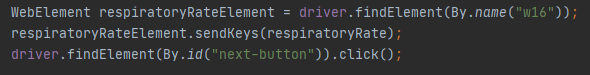 WebElement respiratoryRateElement = driver.findElement(By.name("w16"));
respiratoryRateElement.sendKeys(respiratoryRate);
driver.findElement(By.id("next-button")).click();